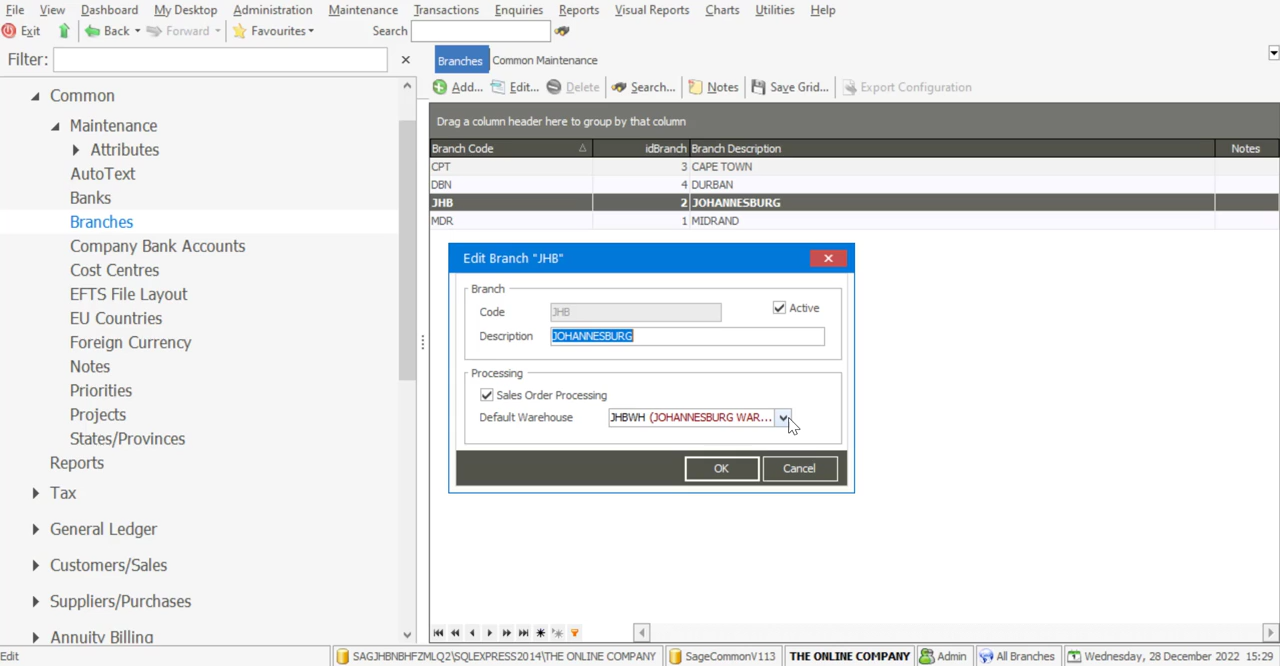 File View Dashboard My Desktop Administration Maintenance Transactions Enquiries Reports Visual Reports Charts Utilities Help
Exit Back Forward Favourites Search
Filter:
Common
Maintenance
Attributes
AutoText
Banks
Branches
Company Bank Accounts
Cost Centres
EFTS File Layout
EU Countries
Foreign Currency
Notes
Priorities
Projects
States/Provinces
Reports
Tax
General Ledger
Customers/Sales
Suppliers/Purchases
Annuity Billing
Branches Common Maintenance
Add... Edit... Delete Search... Notes Save Grid... Export Configuration
Drag a column header here to group by that column
Branch Code idBranch Branch Description Notes
CPT 3 CAPE TOWN
DBN 4 DURBAN
JHB 2 JOHANNESBURG
MDR 1 MIDRAND
Edit Branch "JHB"
Branch
Code JHB Active
Description JOHANNESBURG
Processing
Sales Order Processing
Default Warehouse JHBWH (JOHANNESBURG WAR...
OK Cancel
Edit SAGJHBNBHFZMLQ2\SQLEXPRESS2014\THE ONLINE COMPANY SageCommonV113 THE ONLINE COMPANY Admin All Branches Wednesday, 28 December 2022 15:29